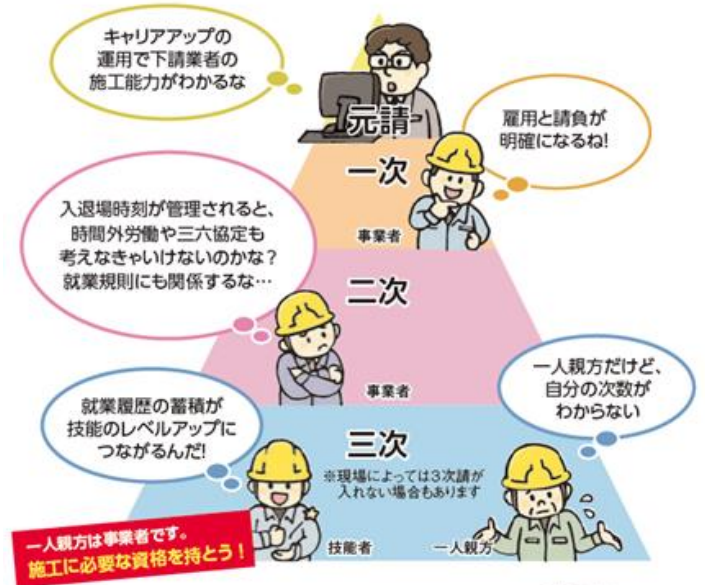 キャリアアップの
運用で下請業者の
施工能力がわかるな
元請
雇用と請負が
明確になるね!
一次
事業者
入退場時刻が管理されると、
時間外労働や三六協定も
考えなきゃいけないのかな?
就業規則にも関係するな…
二次
事業者
一人親方だけど、
自分の次数が
わからない
就業履歴の蓄積が
技能のレベルアップに
つながるんだ!
三次
※現場によっては3次請が
入れない場合もあります
技能者
一人親方
一人親方は事業者です。
施工に必要な資格を持とう!